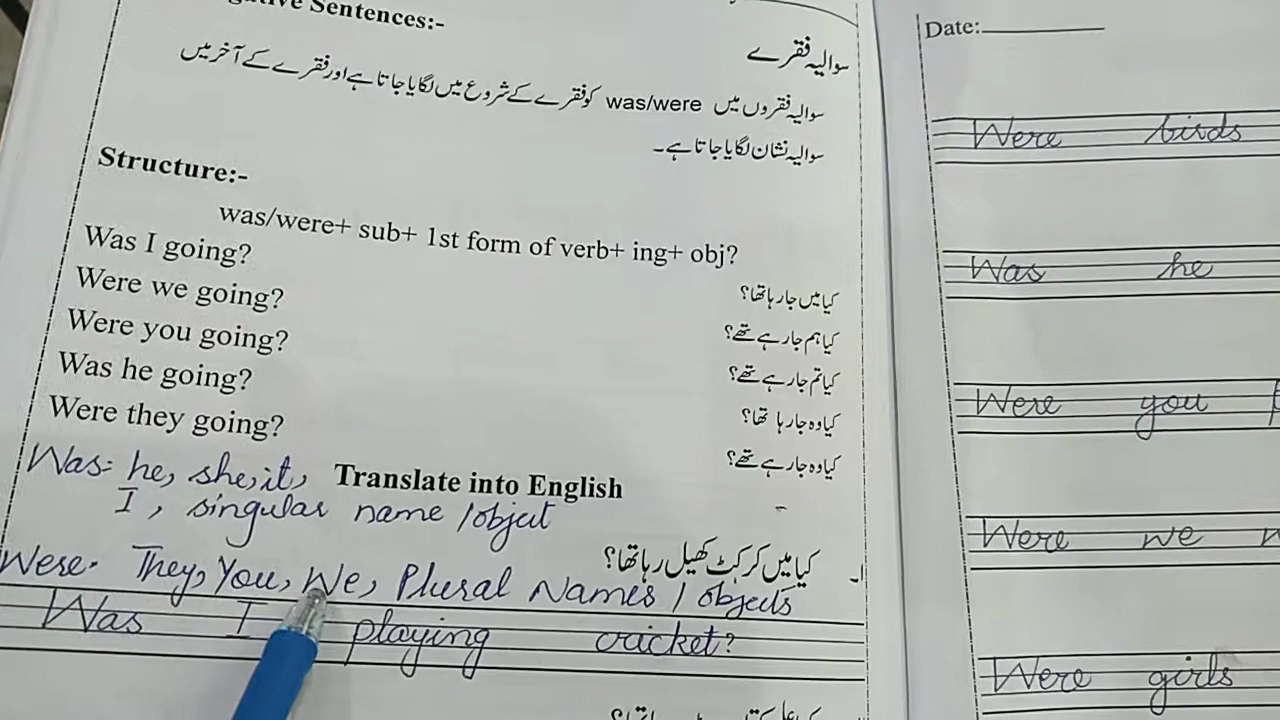 Sentences:-
سوالیہ فقرے
سوالیہ فقروں میں was/were کو فقرے کے شروع میں لگایا جاتا ہے اور فقرے کے آخر میں
سوالیہ نشان لگایا جاتا ہے۔
Structure:-
was/were+ sub+ 1st form of verb+ ing+ obj?
Was I going? کیا میں جا رہا تھا؟
Were we going? کیا ہم جا رہے تھے؟
Were you going? کیا تم جا رہے تھے؟
Was he going? کیا وہ جا رہا تھا؟
Were they going? کیا وہ جا رہے تھے؟
Was= he, she, it,
Translate into English
I, singular name /object
ا۔ کیا میں کرکٹ کھیل رہا تھا؟
Were- They, You, We, Plural Names / objects
Was I playing cricket?
Date:
Were birds
Was he
Were you
Were we
Were girls